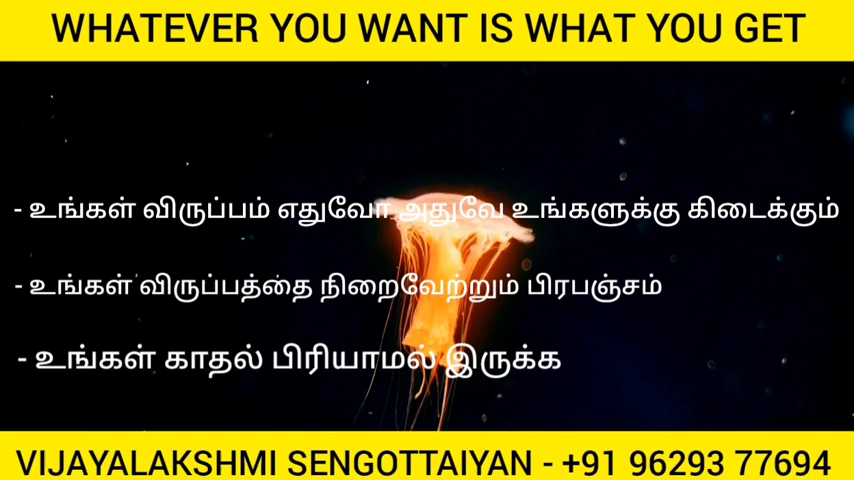 WHATEVER YOU WANT IS WHAT YOU GET
- உங்கள் விருப்பம் எதுவோ அதுவே உங்களுக்கு கிடைக்கும்
- உங்கள் விருப்பத்தை நிறைவேற்றும் பிரபஞ்சம்
- உங்கள் காதல் பிரியாமல் இருக்க
VIJAYALAKSHMI SENGOTTAIYAN - +91 96293 77694